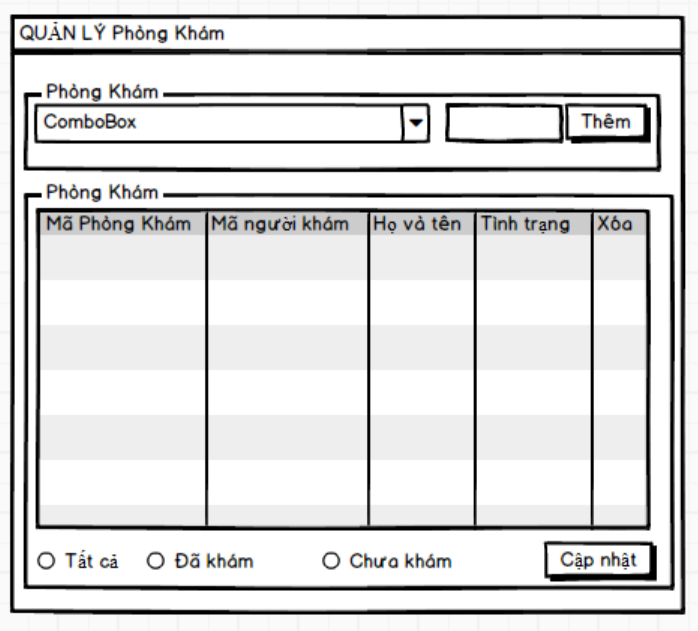 QUẢN LÝ Phòng Khám
Phòng Khám
ComboBox
Thêm
Phòng Khám
Mã Phòng Khám Mã người khám Họ và tên Tình trạng Xóa
Tất cả Đã khám Chưa khám Cập nhật